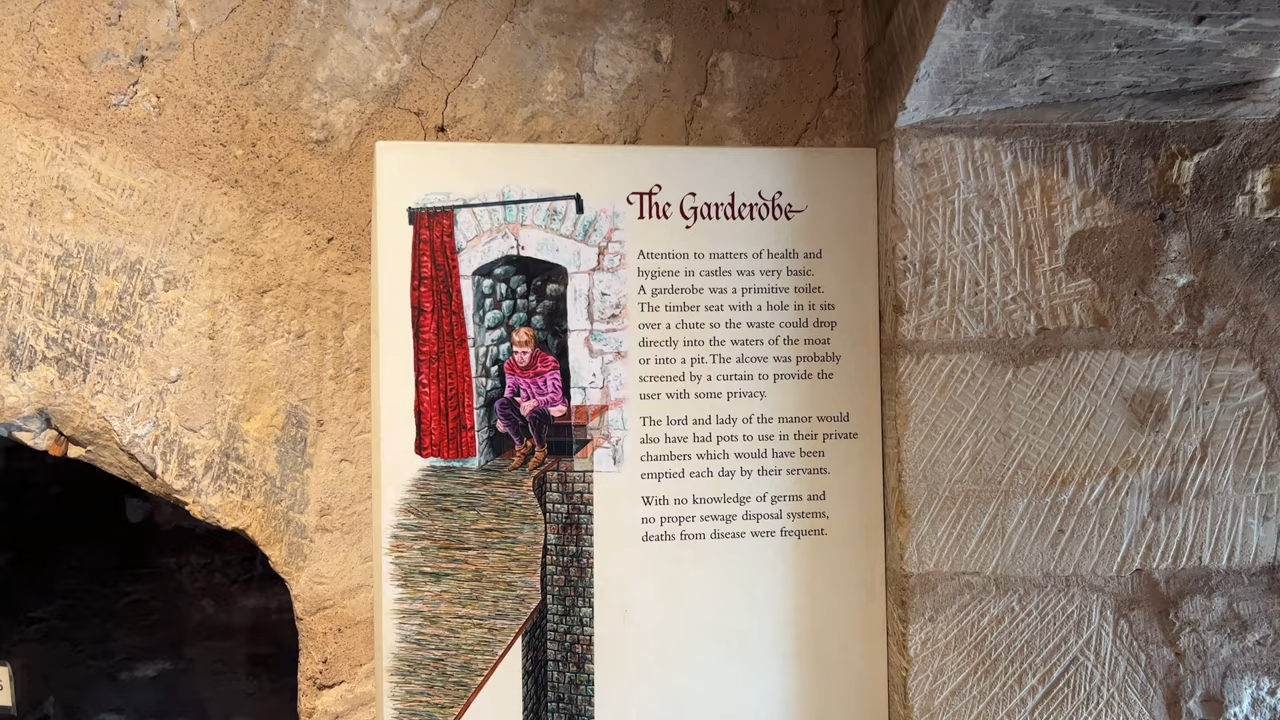 The Garderobe
Attention to matters of health and
hygiene in castles was very basic.
A garderobe was a primitive toilet.
The timber seat with a hole in it sits
over a chute so the waste could drop
directly into the waters of the moat
or into a pit. The alcove was probably
screened by a curtain to provide the
user with some privacy.
The lord and lady of the manor would
also have had pots to use in their private
chambers which would have been
emptied each day by their servants.
With no knowledge of germs and
no proper sewage disposal systems,
deaths from disease were frequent.